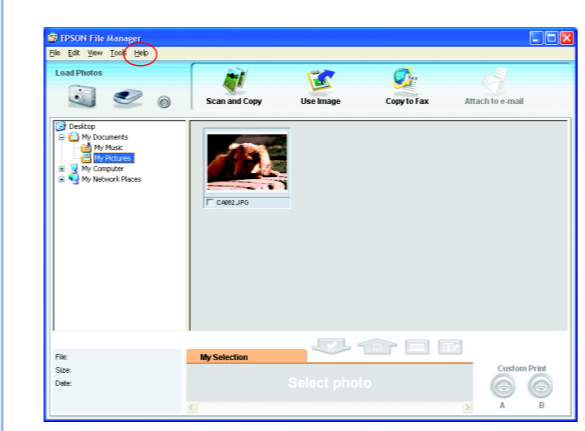 EPSON File Manager
File Edit View Tools Help
Load Photos
Scan and Copy
Use Image
Copy to Fax
Attach to e-mail
Desktop
My Documents
My Music
My Pictures
My Computer
My Network Places
CA002.JPG
File:
Size:
Date:
My Selection
Select photo
Custom Print
A B